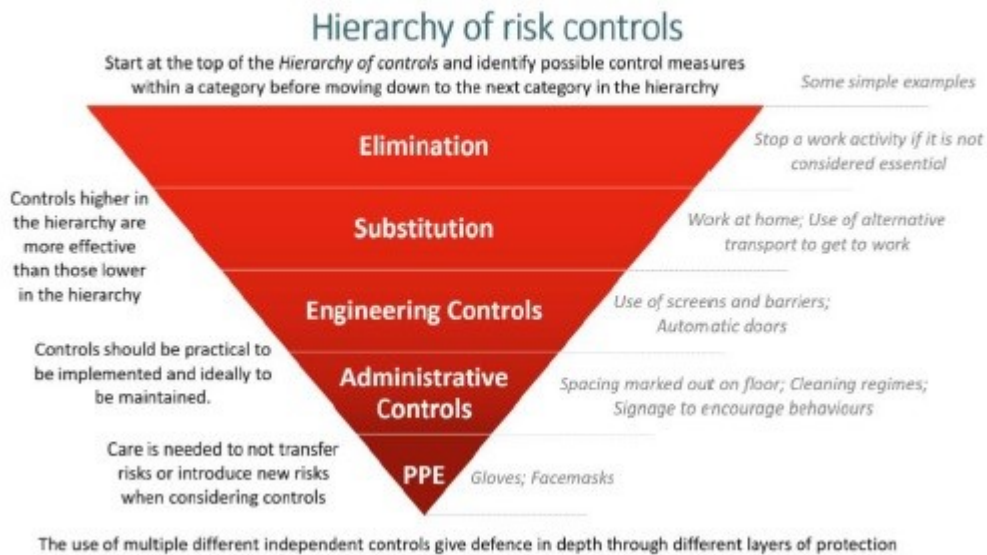 Hierarchy of risk controls
Start at the top of the Hierarchy of controls and identify possible control measures
within a category before moving down to the next category in the hierarchy
Some simple examples
Elimination
Stop a work activity if it is not
considered essential
Controls higher in
the hierarchy are
more effective
than those lower
in the hierarchy
Substitution
Work at home; Use of alternative
transport to get to work
Engineering Controls
Use of screens and barriers;
Automatic doors
Controls should be practical to
be implemented and ideally to
be maintained.
Administrative
Controls
Spacing marked out on floor; Cleaning regimes;
Signage to encourage behaviours
Care is needed to not transfer
risks or introduce new risks
when considering controls
PPE
Gloves; Facemasks
The use of multiple different independent controls give defence in depth through different layers of protection